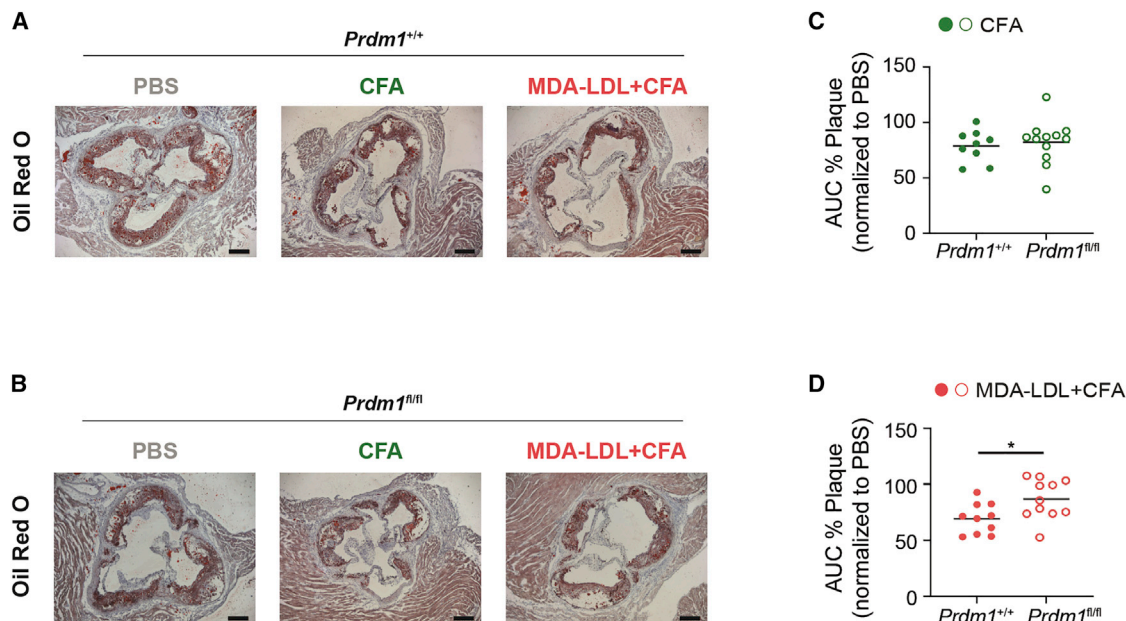 A
Prdm1+/+
PBS
CFA
MDA-LDL+CFA
Oil Red O
B
Prdm1fl/fl
PBS
CFA
MDA-LDL+CFA
Oil Red O
C
CFA
AUC % Plaque
(normalized to PBS)
150
100
50
0
Prdm1+/+
Prdm1fl/fl
D
MDA-LDL+CFA
AUC % Plaque
(normalized to PBS)
150
100
50
0
*
Prdm1+/+
Prdm1fl/fl